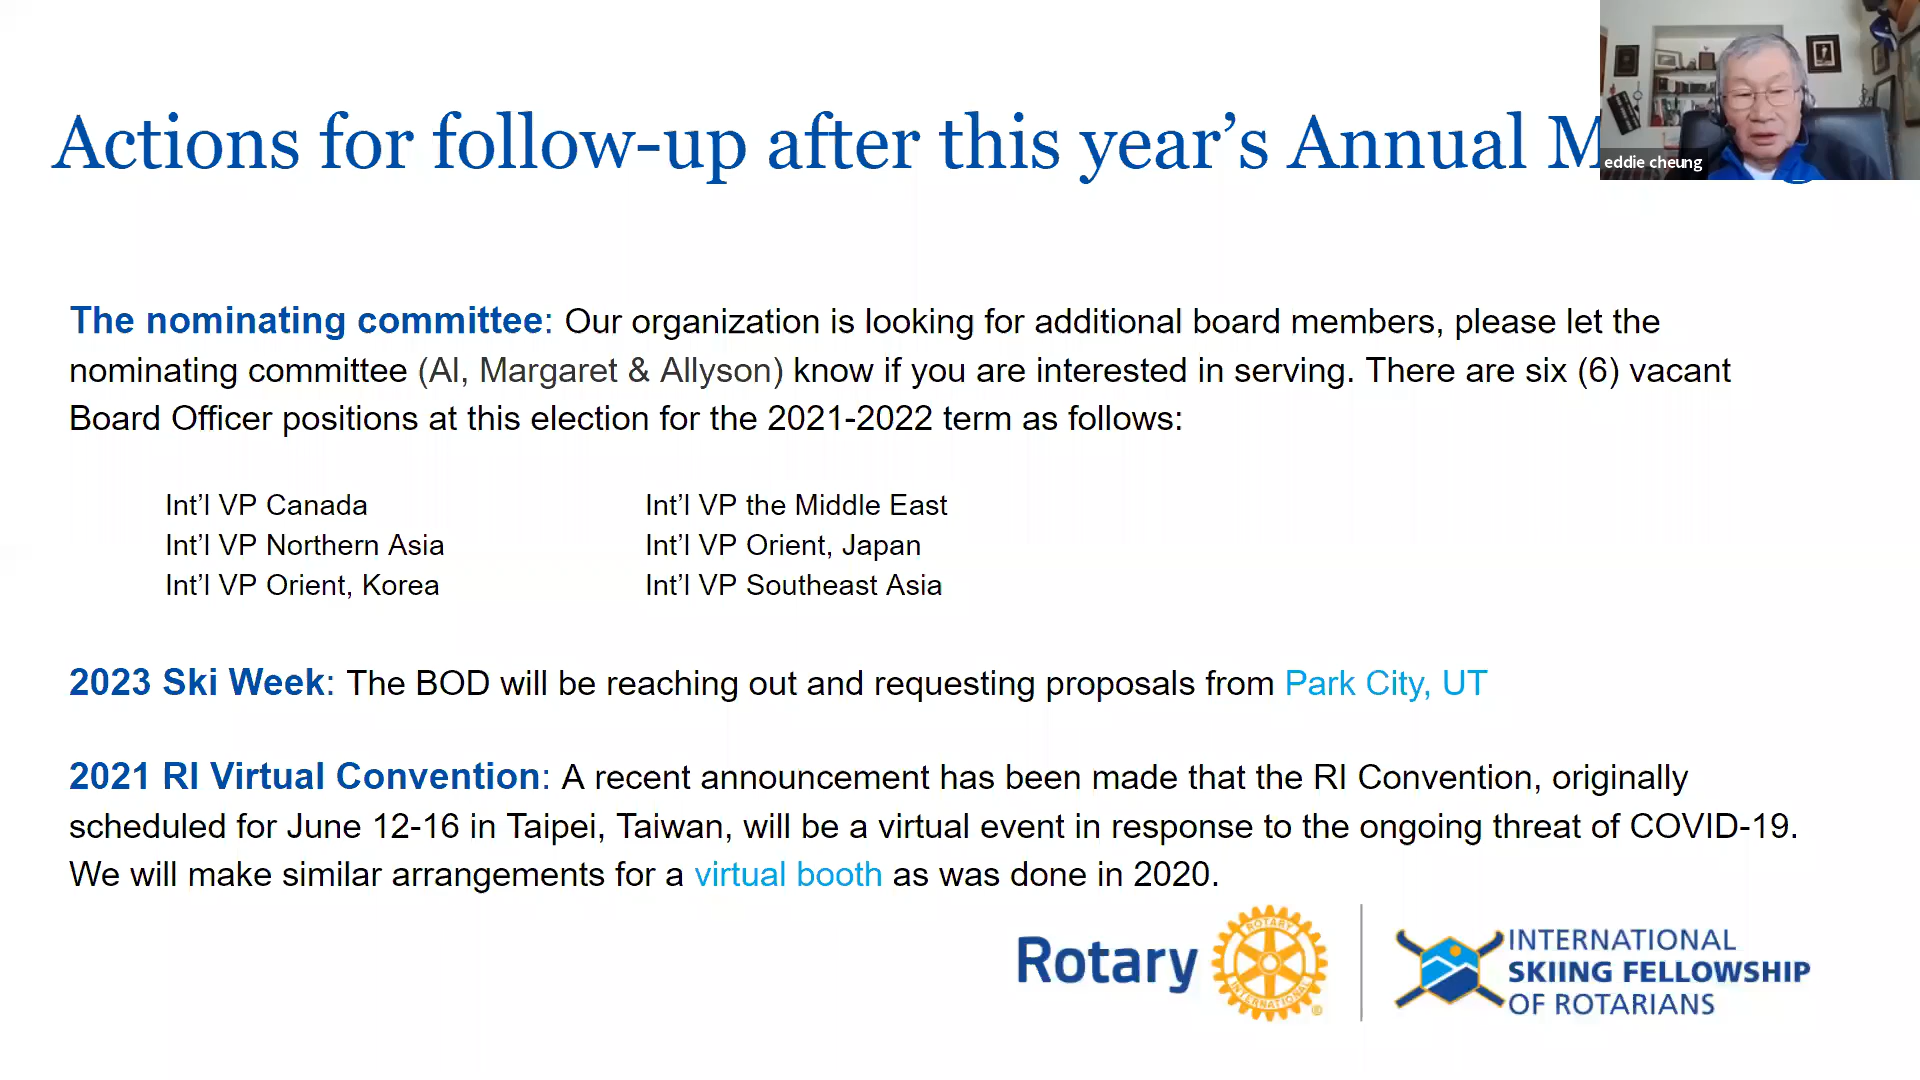 Actions for follow-up after this year’s Annual M
eddie cheung
The nominating committee: Our organization is looking for additional board members, please let the
nominating committee (Al, Margaret & Allyson) know if you are interested in serving. There are six (6) vacant
Board Officer positions at this election for the 2021-2022 term as follows:
Int’l VP Canada
Int’l VP the Middle East
Int’l VP Northern Asia
Int’l VP Orient, Japan
Int’l VP Orient, Korea
Int’l VP Southeast Asia
2023 Ski Week: The BOD will be reaching out and requesting proposals from Park City, UT
2021 RI Virtual Convention: A recent announcement has been made that the RI Convention, originally
scheduled for June 12-16 in Taipei, Taiwan, will be a virtual event in response to the ongoing threat of COVID-19.
We will make similar arrangements for a virtual booth as was done in 2020.
Rotary
ROTARY
INTERNATIONAL
®
INTERNATIONAL
SKIING FELLOWSHIP
OF ROTARIANS